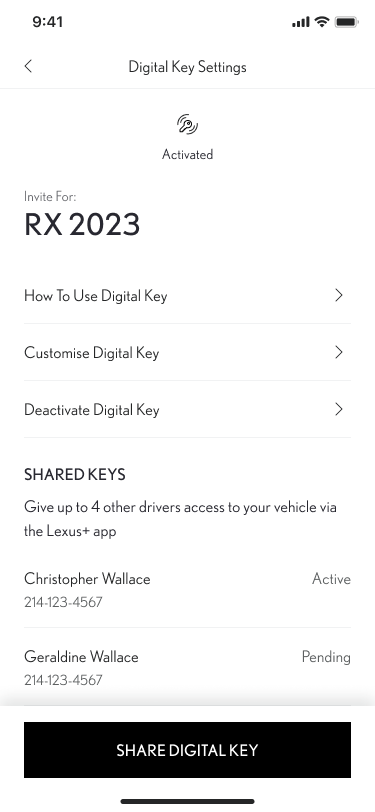 9:41
Digital Key Settings
Activated
Invite For:
RX 2023
How To Use Digital Key
Customise Digital Key
Deactivate Digital Key
SHARED KEYS
Give up to 4 other drivers access to your vehicle via
the Lexus+ app
Christopher Wallace Active
214-123-4567
Geraldine Wallace Pending
214-123-4567
SHARE DIGITAL KEY